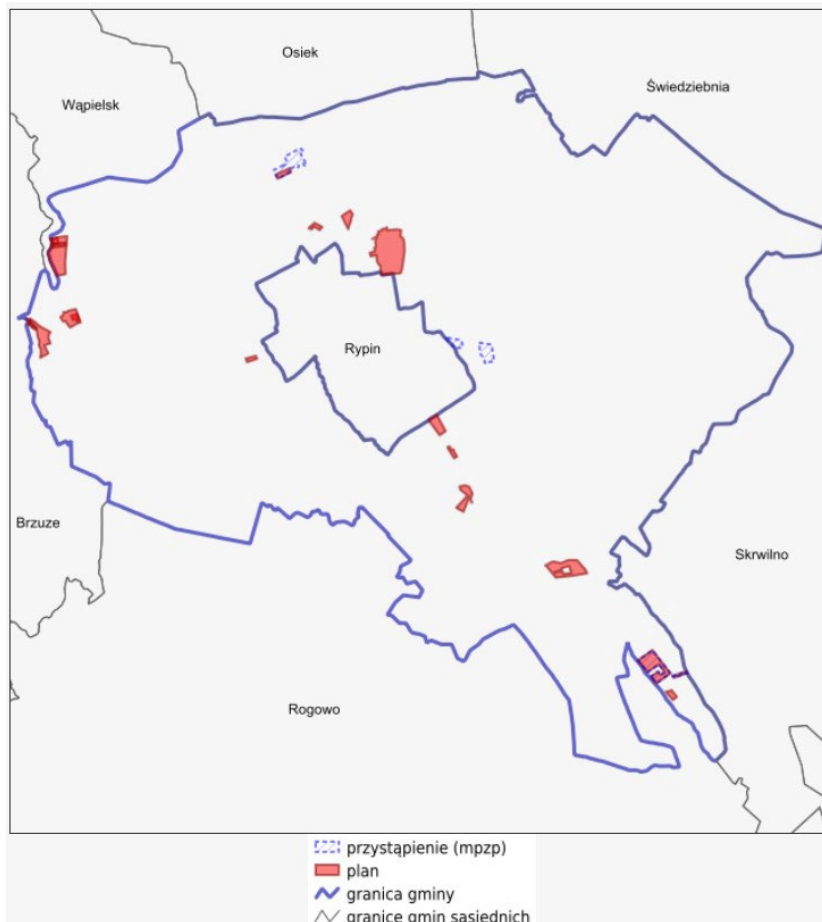 Osiek
Świedziebnia
Wąpielsk
Rypin
Brzuze
Skrwilno
Rogowo
przystąpienie (mpzp)
plan
granica gminy
granice gmin sąsiednich